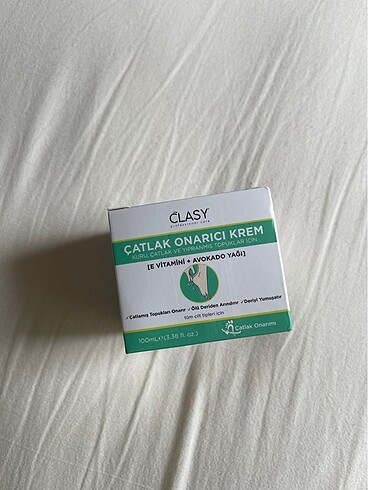 CLASY
professional care
ÇATLAK ONARICI KREM
KURU, ÇATLAK VE YIPRANMIŞ TOPUKLAR İÇİN
[E VİTAMİNİ + AVOKADO YAĞI]
✓Çatlamış Topukları Onarır ✓Ölü Deriden Arındırır ✓Deriyi Yumuşatır
tüm cilt tipleri için
100mL℮(3.38 fl. oz.)
Çatlak Onarımı